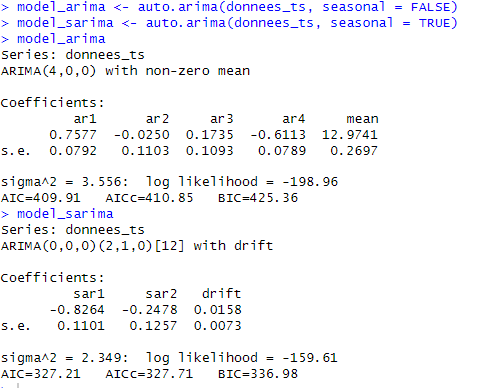 > model_arima <- auto.arima(donnees_ts, seasonal = FALSE)
> model_sarima <- auto.arima(donnees_ts, seasonal = TRUE)
> model_arima
Series: donnees_ts
ARIMA(4,0,0) with non-zero mean
Coefficients:
ar1 ar2 ar3 ar4 mean
0.7577 -0.0250 0.1735 -0.6113 12.9741
s.e. 0.0792 0.1103 0.1093 0.0789 0.2697
sigma^2 = 3.556: log likelihood = -198.96
AIC=409.91 AICc=410.85 BIC=425.36
> model_sarima
Series: donnees_ts
ARIMA(0,0,0)(2,1,0)[12] with drift
Coefficients:
sar1 sar2 drift
-0.8264 -0.2478 0.0158
s.e. 0.1101 0.1257 0.0073
sigma^2 = 2.349: log likelihood = -159.61
AIC=327.21 AICc=327.71 BIC=336.98
>